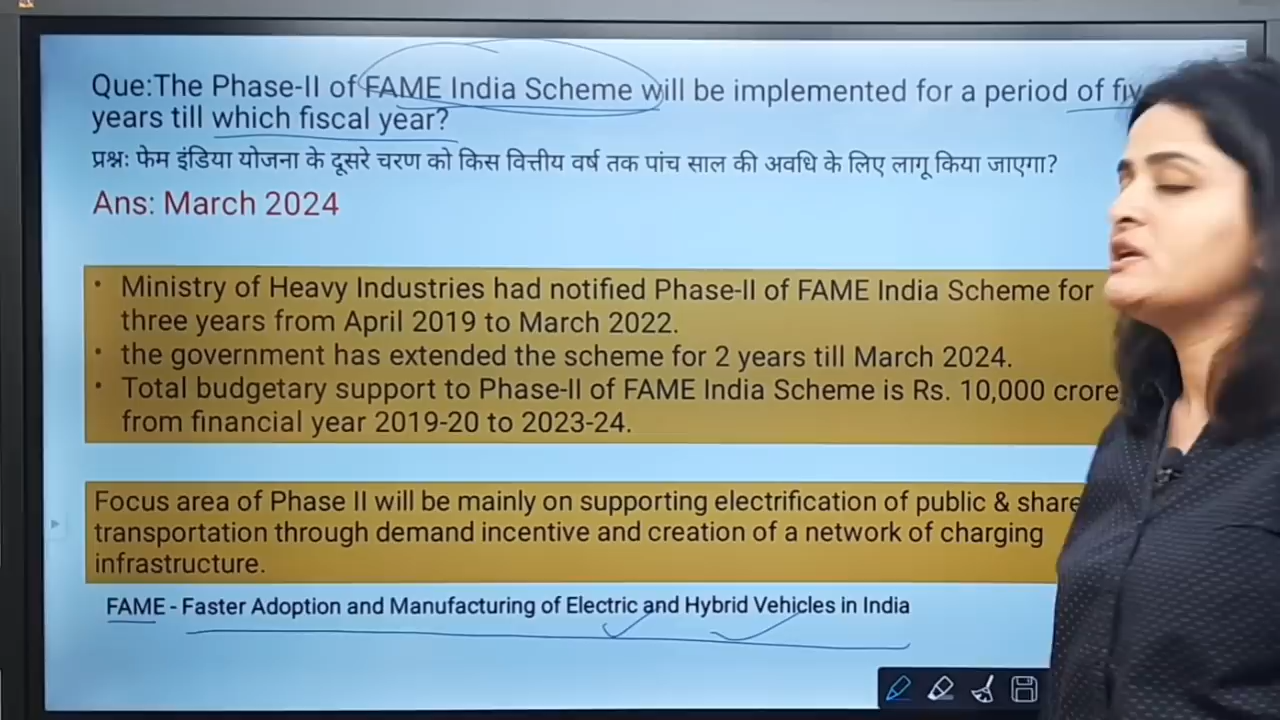 Que:The Phase-II of FAME India Scheme will be implemented for a period of
years till which fiscal year?
प्रश्न: फेम इंडिया योजना के दूसरे चरण को किस वित्तीय वर्ष तक पांच साल की अवधि के लिए लागू किया जाएगा?
Ans: March 2024
• Ministry of Heavy Industries had notified Phase-II of FAME India Scheme for
three years from April 2019 to March 2022.
• the government has extended the scheme for 2 years till March 2024.
• Total budgetary support to Phase-II of FAME India Scheme is Rs. 10,000 crore
from financial year 2019-20 to 2023-24.
Focus area of Phase II will be mainly on supporting electrification of public &
transportation through demand incentive and creation of a network of charging
infrastructure.
FAME - Faster Adoption and Manufacturing of Electric and Hybrid Vehicles in India